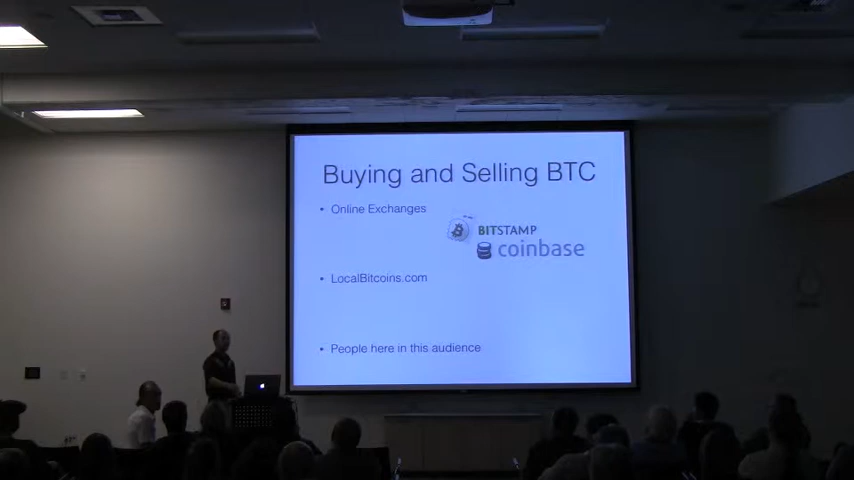 Buying and Selling BTC
• Online Exchanges
BITSTAMP
coinbase
• LocalBitcoins.com
• People here in this audience